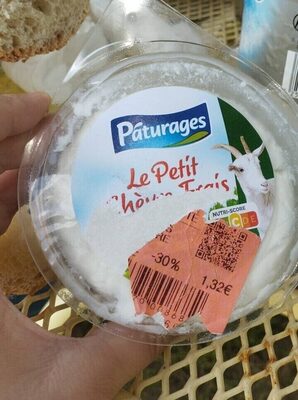 Pâturages
Le Petit
Chèvre Frais
NUTRI-SCORE
C D E
-30%
1,32€